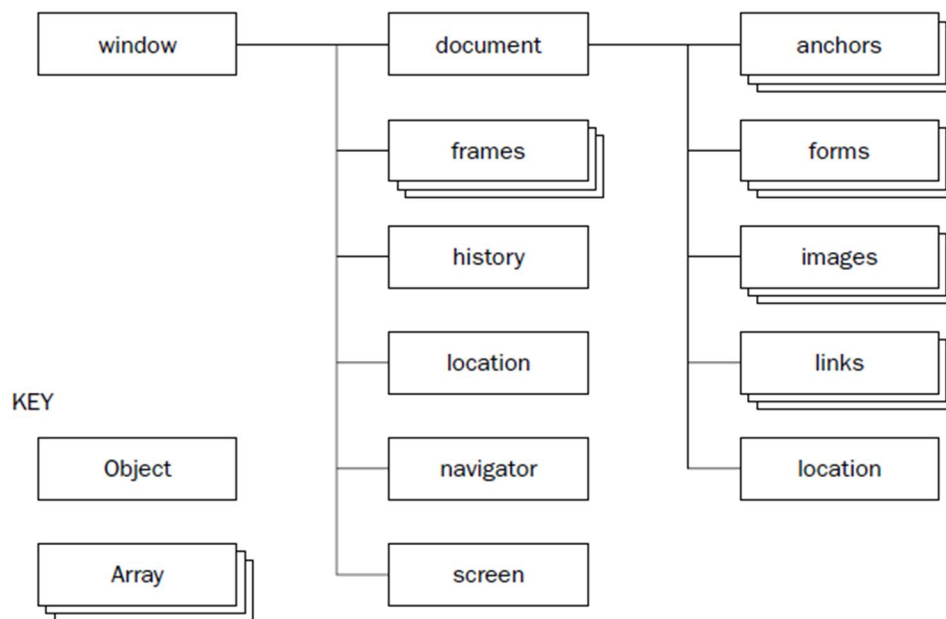 window
document
anchors
frames
forms
history
images
location
links
KEY
Object
navigator
location
Array
screen